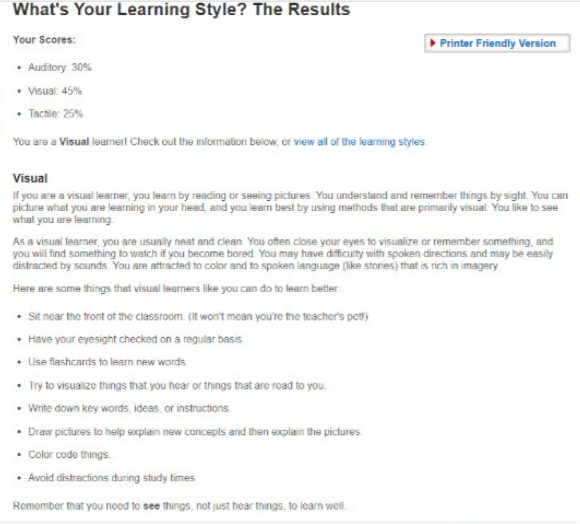 What's Your Learning Style? The Results
Your Scores:
Printer Friendly Version
• Auditory: 30%
• Visual: 45%
• Tactile: 25%
You are a Visual learner! Check out the information below, or view all of the learning styles.
Visual
If you are a visual learner, you learn by reading or seeing pictures. You understand and remember things by sight. You can
picture what you are learning in your head, and you learn best by using methods that are primarily visual. You like to see
what you are learning.
As a visual learner, you are usually neat and clean. You often close your eyes to visualize or remember something, and
you will find something to watch if you become bored. You may have difficulty with spoken directions and may be easily
distracted by sounds. You are attracted to color and to spoken language (like stories) that is rich in imagery.
Here are some things that visual learners like you can do to learn better:
• Sit near the front of the classroom. (It won't mean you're the teacher's pet!)
• Have your eyesight checked on a regular basis.
• Use flashcards to learn new words.
• Try to visualize things that you hear or things that are read to you.
• Write down key words, ideas, or instructions.
• Draw pictures to help explain new concepts and then explain the pictures.
• Color code things.
• Avoid distractions during study times.
Remember that you need to see things, not just hear things, to learn well.